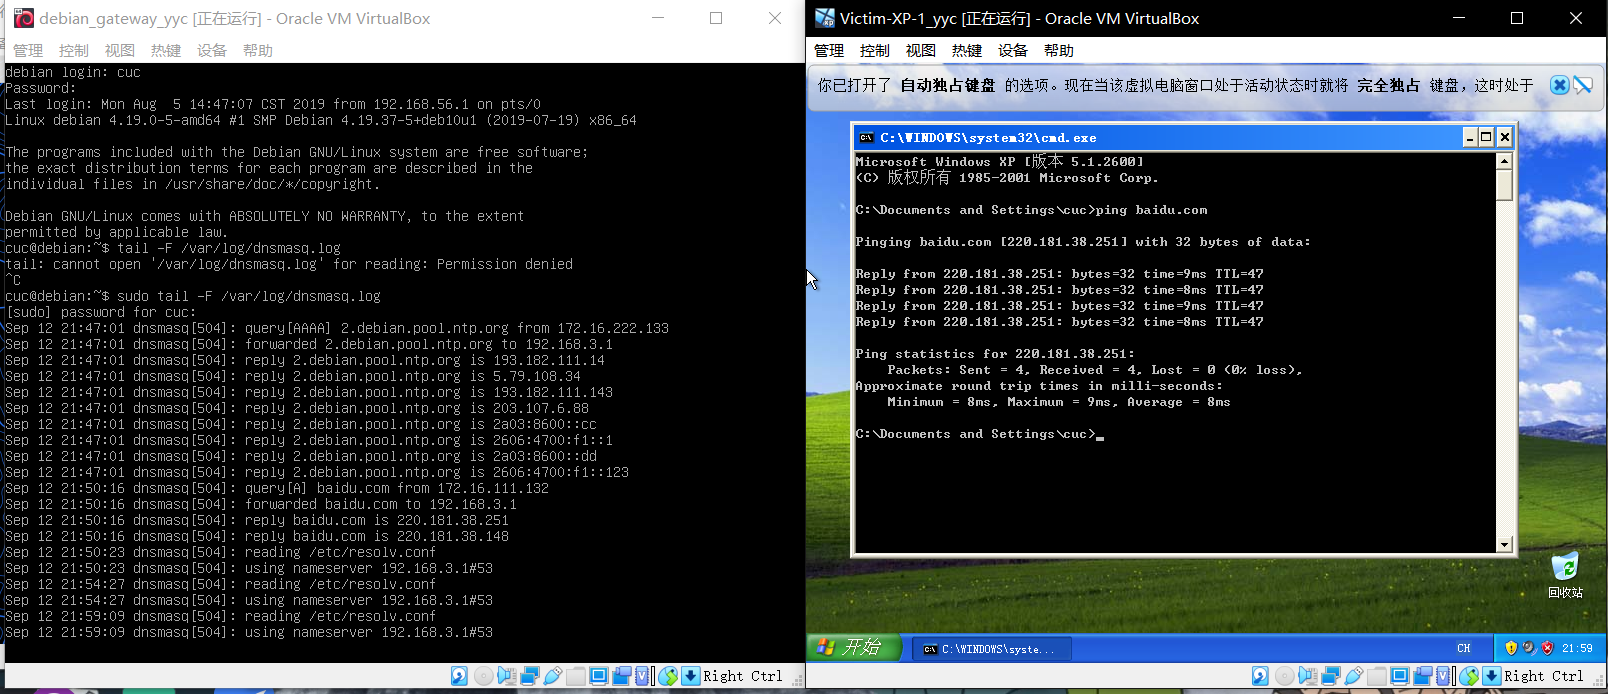 debian_gateway_yyc [正在运行] - Oracle VM VirtualBox
管理 控制 视图 热键 设备 帮助
debian login: cuc
Password:
Last login: Mon Aug  5 14:47:07 CST 2019 from 192.168.56.1 on pts/0
Linux debian 4.19.0-5-amd64 #1 SMP Debian 4.19.37-5+deb10u1 (2019-07-19) x86_64
The programs included with the Debian GNU/Linux system are free software;
the exact distribution terms for each program are described in the
individual files in /usr/share/doc/*/copyright.
Debian GNU/Linux comes with ABSOLUTELY NO WARRANTY, to the extent
permitted by applicable law.
cuc@debian:~$ tail -F /var/log/dnsmasq.log
tail: cannot open '/var/log/dnsmasq.log' for reading: Permission denied
^C
cuc@debian:~$ sudo tail -F /var/log/dnsmasq.log
[sudo] password for cuc:
Sep 12 21:47:01 dnsmasq[504]: query[AAAA] 2.debian.pool.ntp.org from 172.16.222.133
Sep 12 21:47:01 dnsmasq[504]: forwarded 2.debian.pool.ntp.org to 192.168.3.1
Sep 12 21:47:01 dnsmasq[504]: reply 2.debian.pool.ntp.org is 193.182.111.14
Sep 12 21:47:01 dnsmasq[504]: reply 2.debian.pool.ntp.org is 5.79.108.34
Sep 12 21:47:01 dnsmasq[504]: reply 2.debian.pool.ntp.org is 193.182.111.143
Sep 12 21:47:01 dnsmasq[504]: reply 2.debian.pool.ntp.org is 203.107.6.88
Sep 12 21:47:01 dnsmasq[504]: reply 2.debian.pool.ntp.org is 2a03:8600::cc
Sep 12 21:47:01 dnsmasq[504]: reply 2.debian.pool.ntp.org is 2606:4700:f1::1
Sep 12 21:47:01 dnsmasq[504]: reply 2.debian.pool.ntp.org is 2a03:8600::dd
Sep 12 21:47:01 dnsmasq[504]: reply 2.debian.pool.ntp.org is 2606:4700:f1::123
Sep 12 21:50:16 dnsmasq[504]: query[A] baidu.com from 172.16.111.132
Sep 12 21:50:16 dnsmasq[504]: forwarded baidu.com to 192.168.3.1
Sep 12 21:50:16 dnsmasq[504]: reply baidu.com is 220.181.38.251
Sep 12 21:50:16 dnsmasq[504]: reply baidu.com is 220.181.38.148
Sep 12 21:50:23 dnsmasq[504]: reading /etc/resolv.conf
Sep 12 21:50:23 dnsmasq[504]: using nameserver 192.168.3.1#53
Sep 12 21:54:27 dnsmasq[504]: reading /etc/resolv.conf
Sep 12 21:54:27 dnsmasq[504]: using nameserver 192.168.3.1#53
Sep 12 21:59:09 dnsmasq[504]: reading /etc/resolv.conf
Sep 12 21:59:09 dnsmasq[504]: using nameserver 192.168.3.1#53
Right Ctrl
Victim-XP-1_yyc [正在运行] - Oracle VM VirtualBox
管理 控制 视图 热键 设备 帮助
你已打开了 自动独占键盘 的选项。现在当该虚拟电脑窗口处于活动状态时就将 完全独占 键盘，这时处于
C:\WINDOWS\system32\cmd.exe
Microsoft Windows XP [版本 5.1.2600]
(C) 版权所有 1985-2001 Microsoft Corp.
C:\Documents and Settings\cuc>ping baidu.com
Pinging baidu.com [220.181.38.251] with 32 bytes of data:
Reply from 220.181.38.251: bytes=32 time=9ms TTL=47
Reply from 220.181.38.251: bytes=32 time=8ms TTL=47
Reply from 220.181.38.251: bytes=32 time=9ms TTL=47
Reply from 220.181.38.251: bytes=32 time=8ms TTL=47
Ping statistics for 220.181.38.251:
Packets: Sent = 4, Received = 4, Lost = 0 (0% loss),
Approximate round trip times in milli-seconds:
Minimum = 8ms, Maximum = 9ms, Average = 8ms
C:\Documents and Settings\cuc>
回收站
开始 C:\WINDOWS\syste... CH 21:59
Right Ctrl